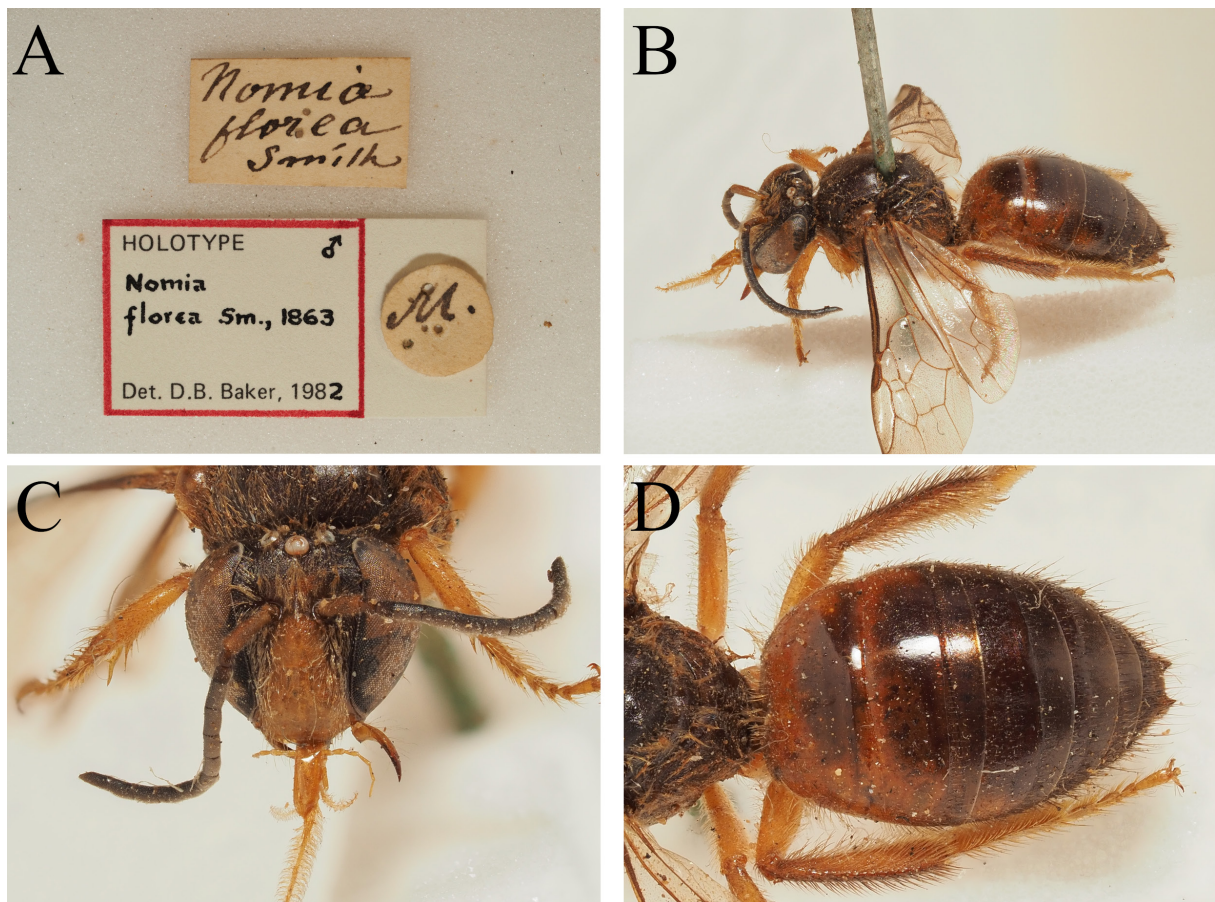 A
Nomia
florea
Smith
HOLOTYPE ♂
Nomia
florea Sm., 1863
Det. D.B. Baker, 1982
M.
B
C
D